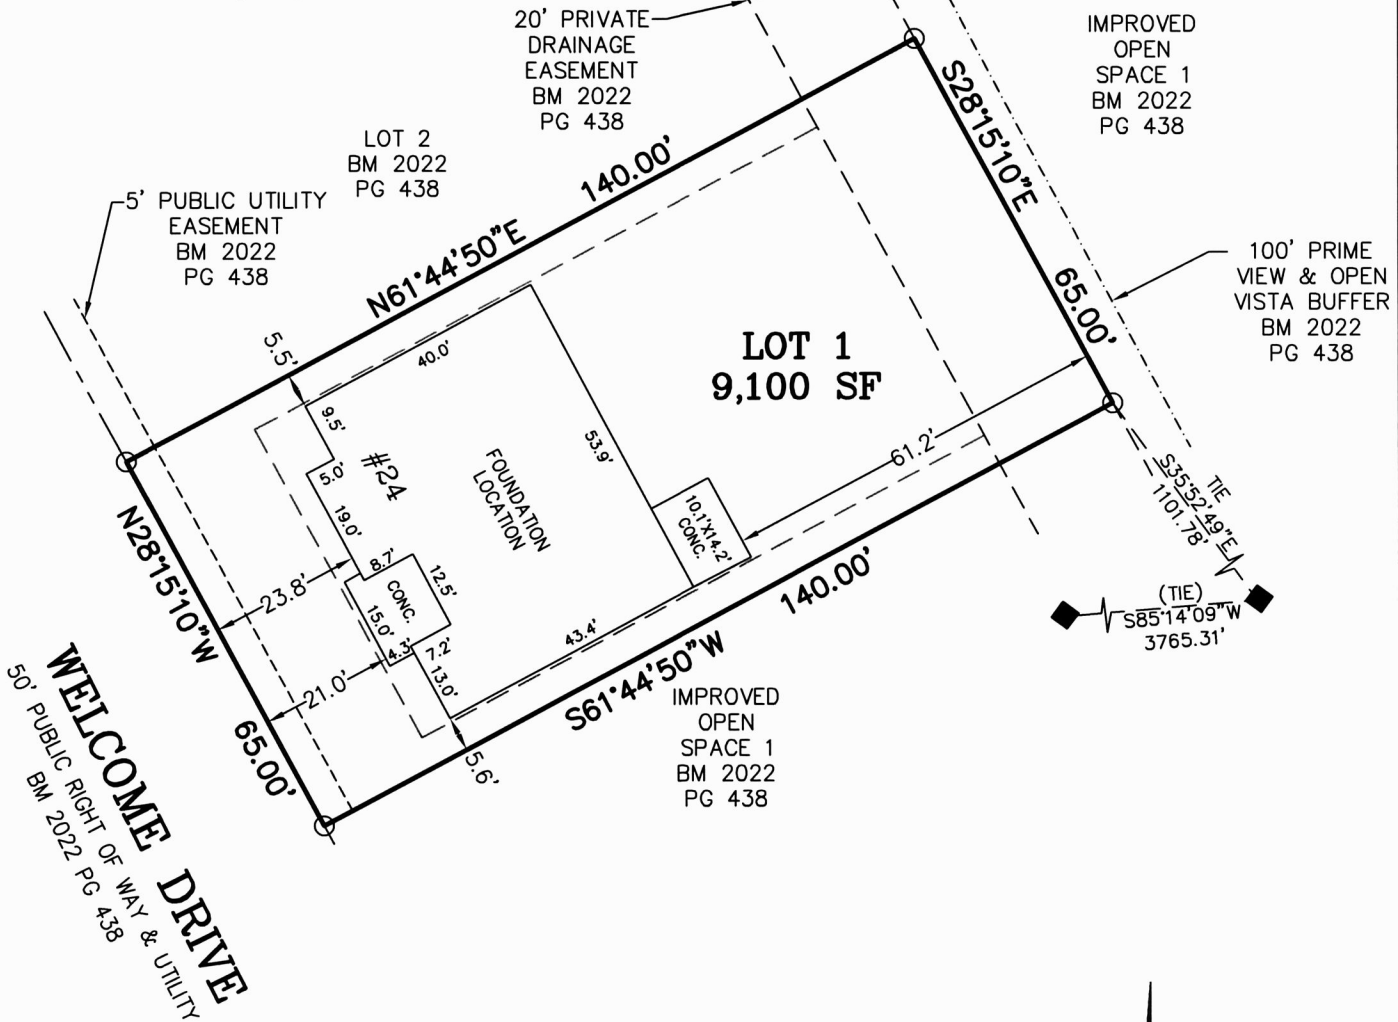 20' PRIVATE
DRAINAGE
EASEMENT
BM 2022
PG 438
IMPROVED
OPEN
SPACE 1
BM 2022
PG 438
LOT 2
BM 2022
PG 438
5' PUBLIC UTILITY
EASEMENT
BM 2022
PG 438
100' PRIME
VIEW & OPEN
VISTA BUFFER
BM 2022
PG 438
N61°44'50"E
140.00'
S28°15'10"E
65.00'
LOT 1
9,100 SF
5.5'
40.0'
9.5'
5.0'
#24
19.0'
FOUNDATION
LOCATION
53.9'
61.2'
10.1'X14.2'
CONC.
8.7'
12.5'
CONC.
15.0'
4.3'
7.2'
13.0'
43.4'
23.8'
21.0'
5.6'
N28°15'10"W
65.00'
S61°44'50"W
140.00'
TIE
S35°52'49"E
1101.78'
(TIE)
S85°14'09"W
3765.31'
IMPROVED
OPEN
SPACE 1
BM 2022
PG 438
WELCOME DRIVE
50' PUBLIC RIGHT OF WAY & UTILITY
BM 2022 PG 438